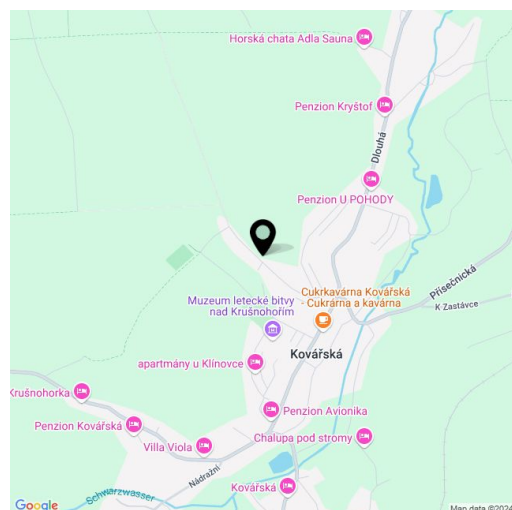 Horská chata Adla Sauna
Penzion Kryštof
Dlouhá
Penzion U POHODY
Přísečnická
K Zastávce
Cukrkavárna Kovářská
- Cukrárna a kavárna
Muzeum letecké bitvy
nad Krušnohořím
Kovářská
apartmány u Klínovce
Krušnohorka
Penzion Avionika
Penzion Kovářská
Chalupa pod stromy
Villa Viola
Nádražní
Kovářská
Schwarzwasser
Google
Map data ©2024